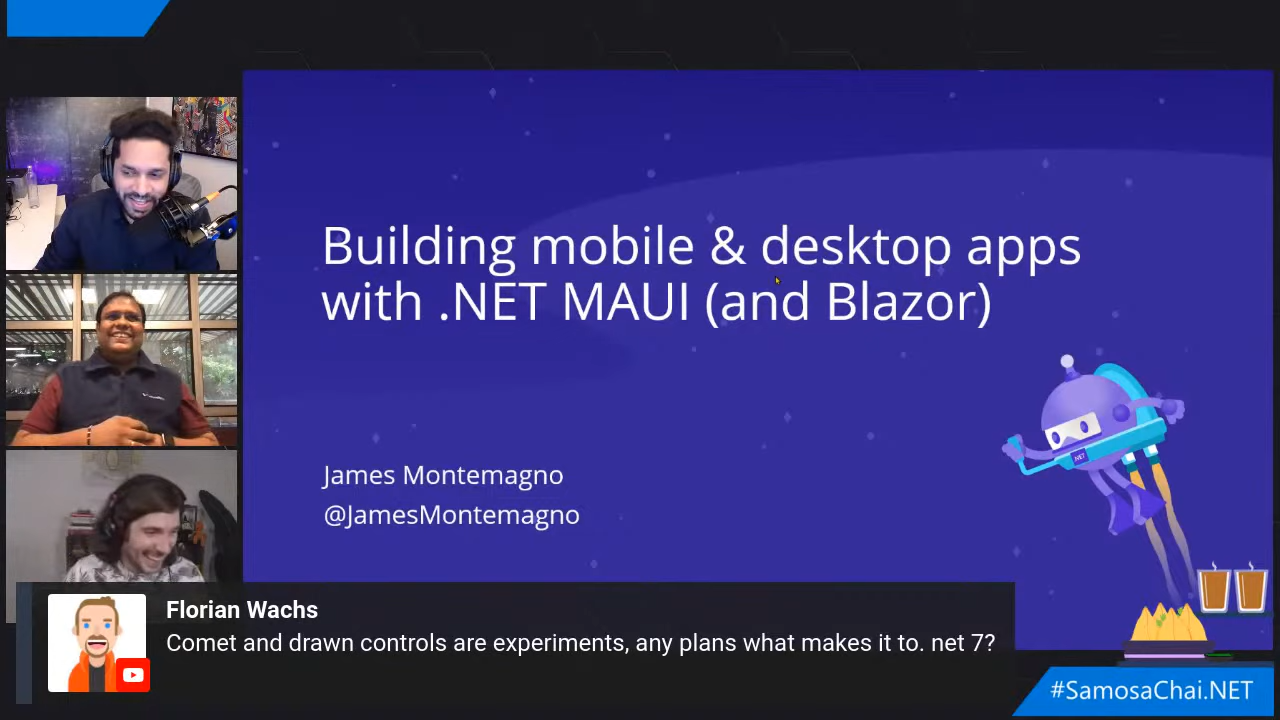 Building mobile & desktop apps
with .NET MAUI (and Blazor)
James Montemagno
@JamesMontemagno
.NET
Florian Wachs
Comet and drawn controls are experiments, any plans what makes it to. net 7?
#SamosaChai.NET